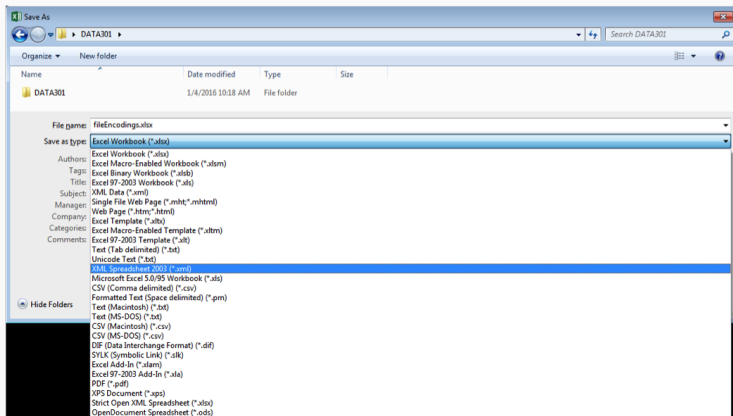 Save As
DATA301
Search DATA301
Organize
New folder
Name Date modified Type Size
DATA301 1/4/2016 10:18 AM File folder
File name: fileEncodings.xlsx
Save as type: Excel Workbook (*.xlsx)
Authors:
Tags:
Title:
Subject:
Manager:
Company:
Categories:
Comments:
Excel Workbook (*.xlsx)
Excel Macro-Enabled Workbook (*.xlsm)
Excel Binary Workbook (*.xlsb)
Excel 97-2003 Workbook (*.xls)
XML Data (*.xml)
Single File Web Page (*.mht;*.mhtml)
Web Page (*.htm;*.html)
Excel Template (*.xltx)
Excel Macro-Enabled Template (*.xltm)
Excel 97-2003 Template (*.xlt)
Text (Tab delimited) (*.txt)
Unicode Text (*.txt)
XML Spreadsheet 2003 (*.xml)
Microsoft Excel 5.0/95 Workbook (*.xls)
CSV (Comma delimited) (*.csv)
Formatted Text (Space delimited) (*.prn)
Text (Macintosh) (*.txt)
Text (MS-DOS) (*.txt)
CSV (Macintosh) (*.csv)
CSV (MS-DOS) (*.csv)
DIF (Data Interchange Format) (*.dif)
SYLK (Symbolic Link) (*.slk)
Excel Add-In (*.xlam)
Excel 97-2003 Add-In (*.xla)
PDF (*.pdf)
XPS Document (*.xps)
Strict Open XML Spreadsheet (*.xlsx)
OpenDocument Spreadsheet (*.ods)
Hide Folders